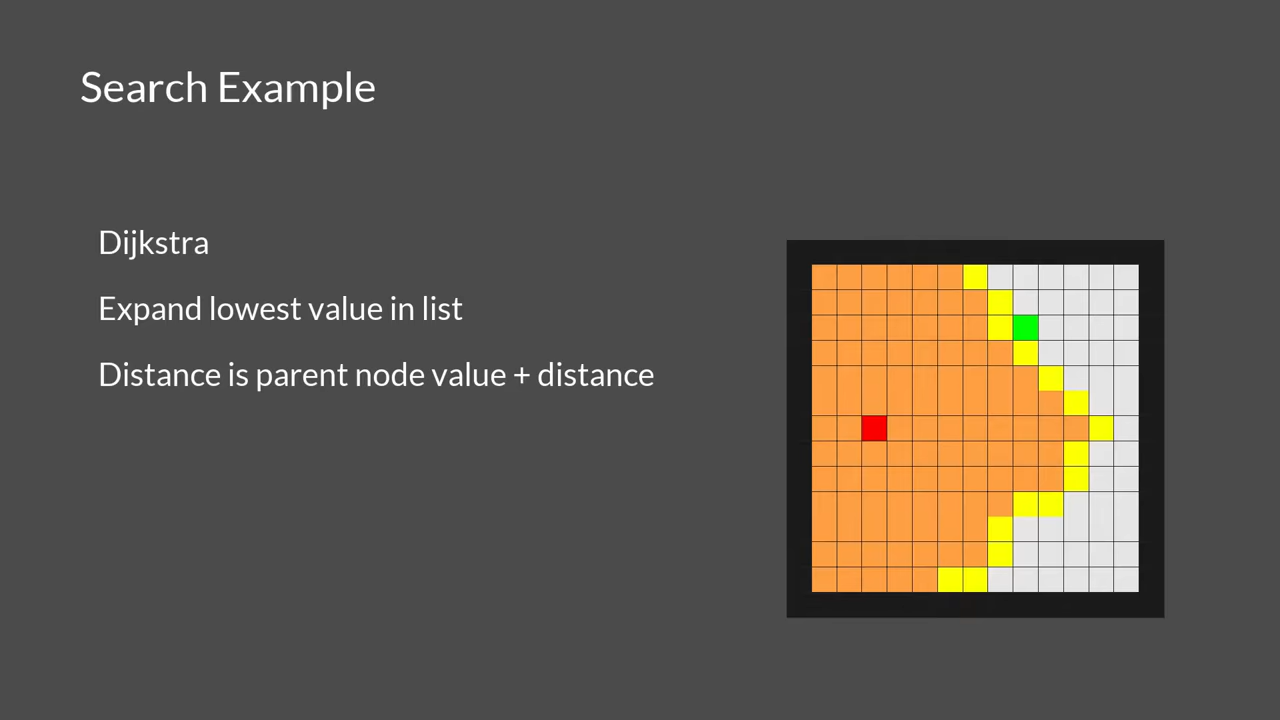 Search Example
Dijkstra
Expand lowest value in list
Distance is parent node value + distance